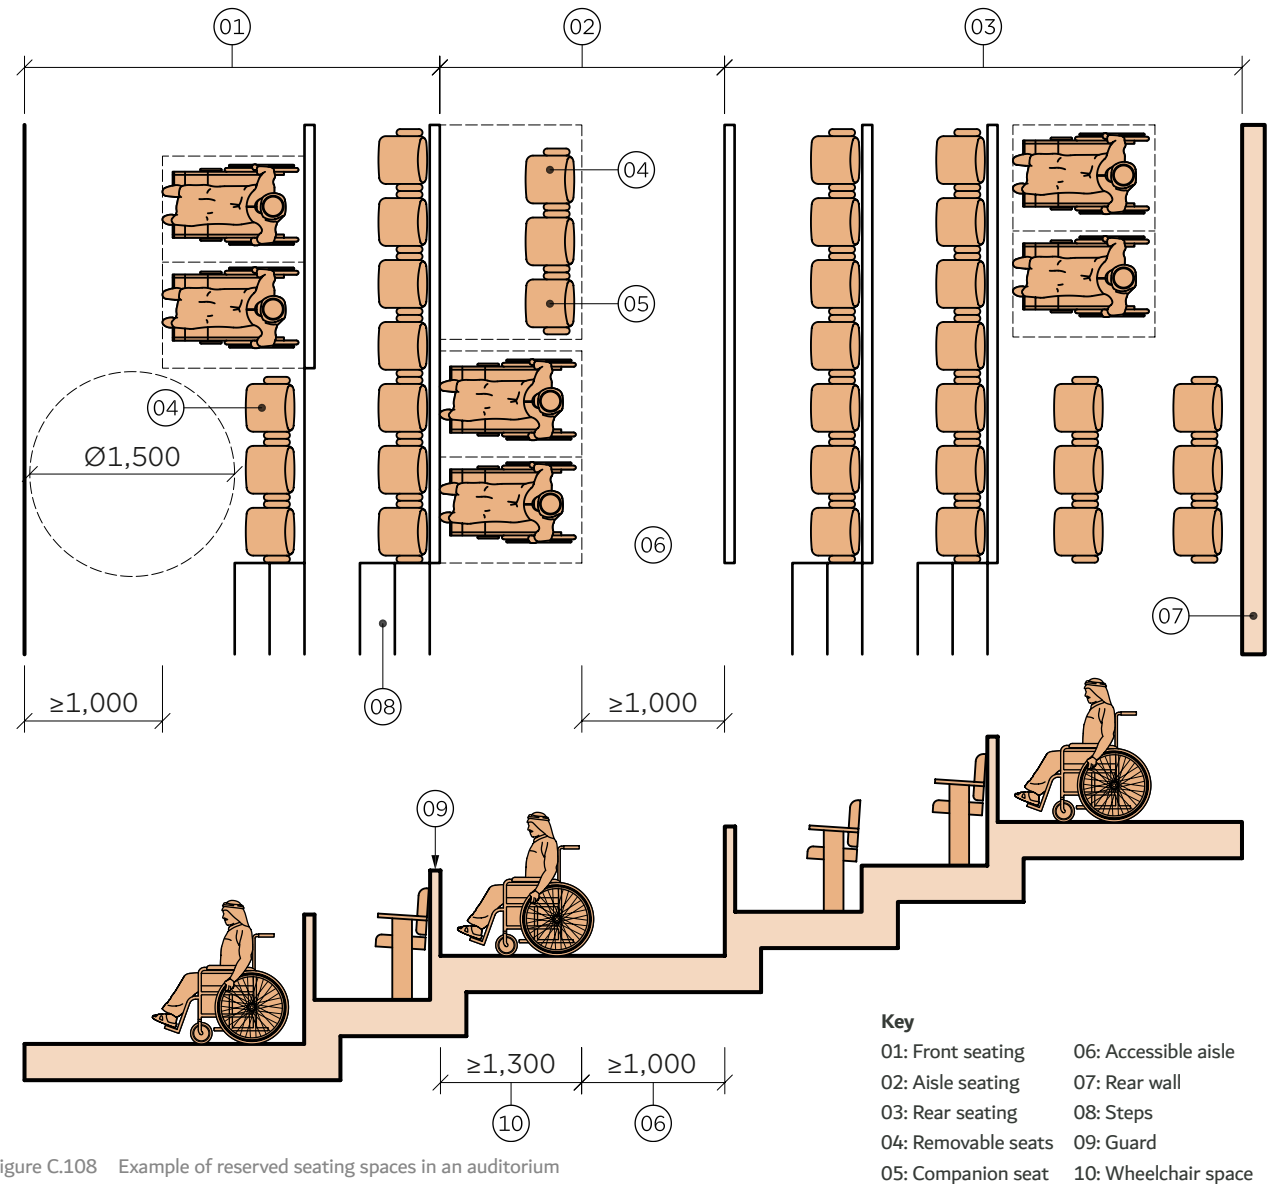 01
02
03
04
05
04
Ø1,500
06
07
≥1,000
08
≥1,000
09
≥1,300
≥1,000
10
06
Key
01: Front seating
02: Aisle seating
03: Rear seating
04: Removable seats
05: Companion seat
06: Accessible aisle
07: Rear wall
08: Steps
09: Guard
10: Wheelchair space
igure C.108 Example of reserved seating spaces in an auditorium